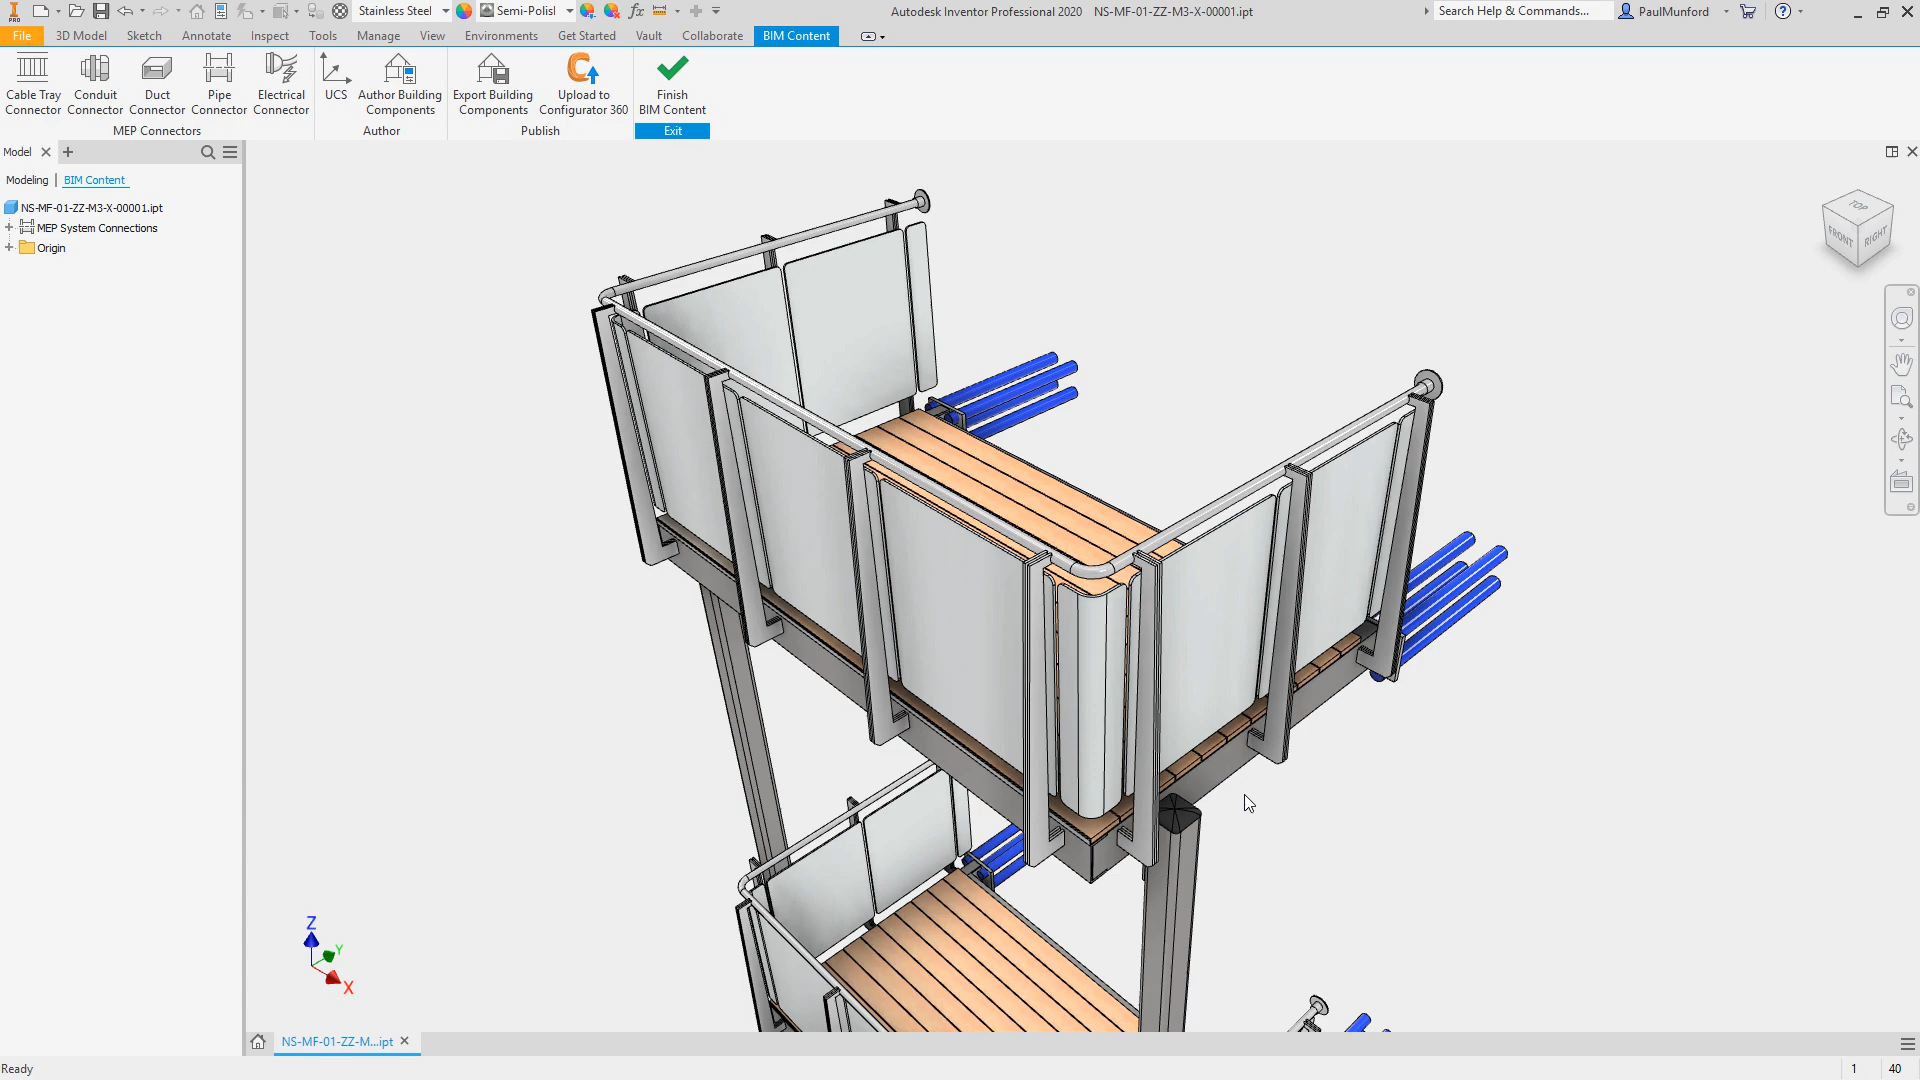 PRO
Stainless Steel
Semi-Polisl
fx
Autodesk Inventor Professional 2020 NS-MF-01-ZZ-M3-X-00001.ipt
Search Help & Commands...
PaulMunford
?
File
3D Model
Sketch
Annotate
Inspect
Tools
Manage
View
Environments
Get Started
Vault
Collaborate
BIM Content
Cable Tray
Connector
Conduit
Connector
Duct
Connector
Pipe
Connector
Electrical
Connector
UCS
Author Building
Components
Export Building
Components
Upload to
Configurator 360
Finish
BIM Content
MEP Connectors
Author
Publish
Exit
Model
Modeling | BIM Content
NS-MF-01-ZZ-M3-X-00001.ipt
MEP System Connections
Origin
TOP
FRONT
RIGHT
Z
Y
X
NS-MF-01-ZZ-M...ipt
Ready
1
40